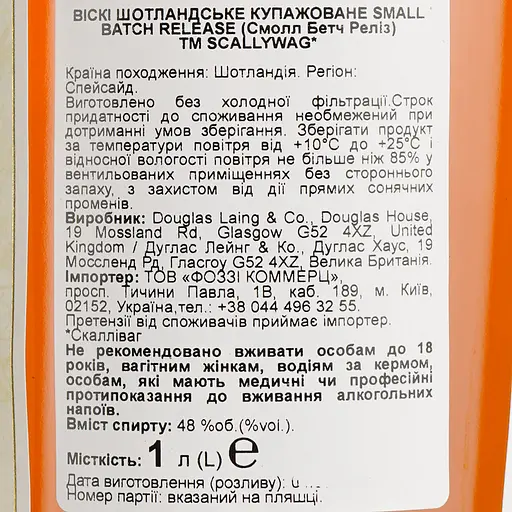 ВІСКІ ШОТЛАНДСЬКЕ КУПАЖОВАНЕ SMALL
BATCH RELEASE (Смолл Бетч Реліз)
ТМ SCALLYWAG*
Країна походження: Шотландія. Регіон:
Спейсайд.
Виготовлено без холодної фільтрації.Строк
придатності до споживання необмежений при
дотриманні умов зберігання. Зберігати продукт
за температури повітря від +10°С до +25°С і
відносної вологості повітря не більше ніж 85% у
вентильованих приміщеннях без стороннього
запаху, з захистом від дії прямих сонячних
променів.
Виробник: Douglas Laing & Co., Douglas House,
19 Mossland Rd, Glasgow G52 4XZ, United
Kingdom / Дуглас Лейнг & Ко., Дуглас Хаус, 19
Моссленд Рд, Гласгоу G52 4XZ, Велика Британія.
Імпортер: ТОВ «ФОЗЗІ КОММЕРЦ»,
просп. Тичини Павла, 1В, каб. 189, м. Київ,
02152, Україна,тел.: +38 044 496 32 55.
Претензії від споживачів приймає імпортер.
*Скалліваг
Не рекомендовано вживати особам до 18
років, вагітним жінкам, водіям за кермом,
особам, які мають медичні чи професійні
протипоказання до вживання алкогольних
напоїв.
Вміст спирту: 48 %об.(%vol.).
Місткість: 1 л (L) ℮
Дата виготовлення (розливу):
Номер партії: вказаний на пляшці.